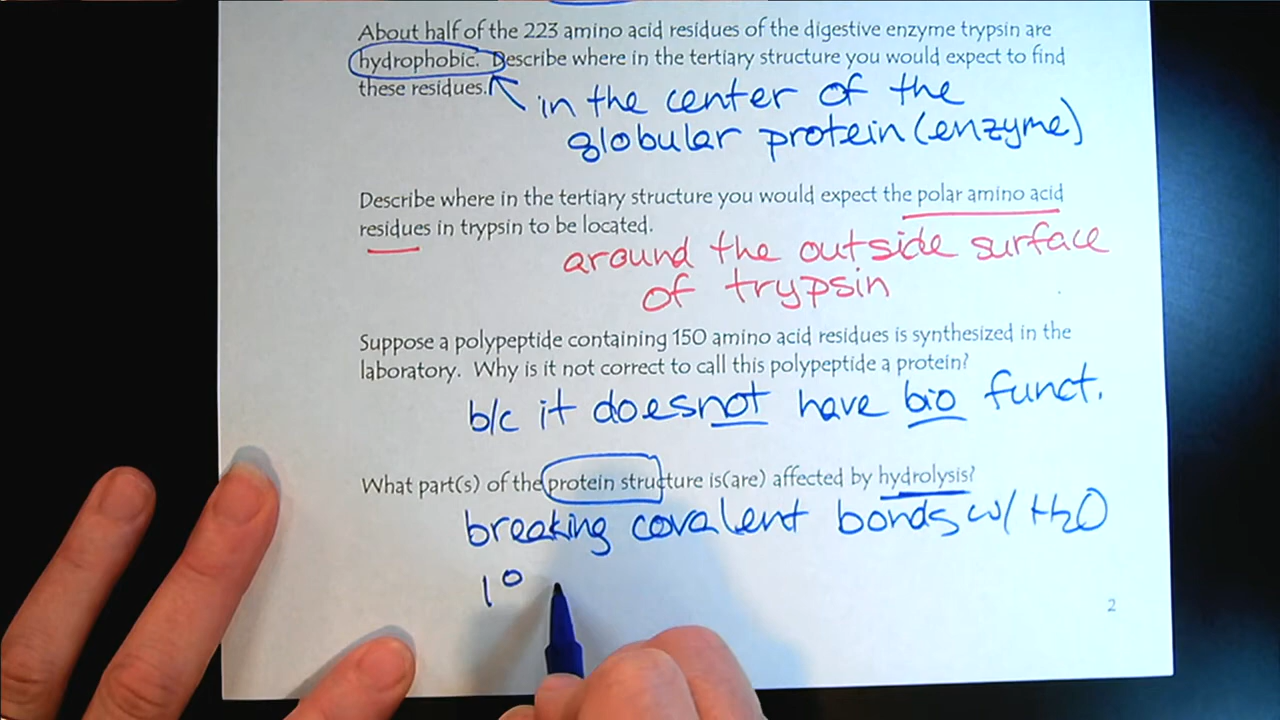 About half of the 223 amino acid residues of the digestive enzyme trypsin are
hydrophobic. Describe where in the tertiary structure you would expect to find
these residues.
in the center of the
globular protein (enzyme)
Describe where in the tertiary structure you would expect the polar amino acid
residues in trypsin to be located.
around the outside surface
of trypsin
Suppose a polypeptide containing 150 amino acid residues is synthesized in the
laboratory. Why is it not correct to call this polypeptide a protein?
b/c it doesnot have bio funct.
What part(s) of the protein structure is(are) affected by hydrolysis?
breaking covalent bonds w/ H2O
1°
2